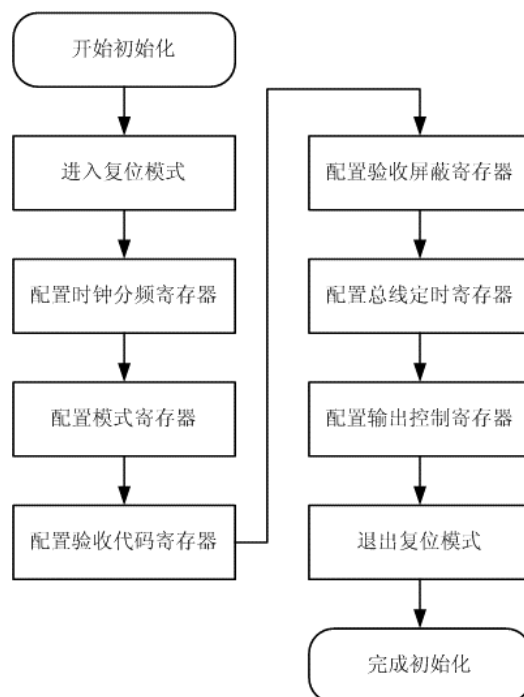 开始初始化
进入复位模式
配置时钟分频寄存器
配置模式寄存器
配置验收代码寄存器
配置验收屏蔽寄存器
配置总线定时寄存器
配置输出控制寄存器
退出复位模式
完成初始化